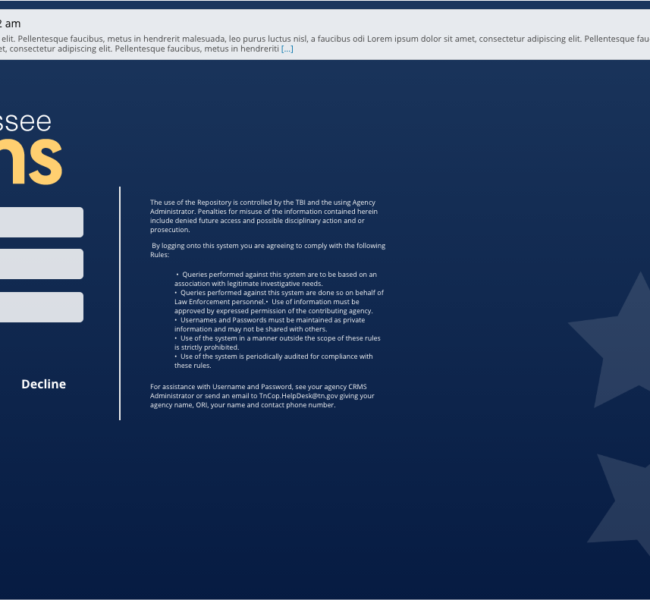 2 am
elit. Pellentesque faucibus, metus in hendrerit malesuada, leo purus luctus nisl, a faucibus odi Lorem ipsum dolor sit amet, consectetur adipiscing elit. Pellentesque fau
et, consectetur adipiscing elit. Pellentesque faucibus, metus in hendreriti [...]
ssee
ns
The use of the Repository is controlled by the TBI and the using Agency
Administrator. Penalties for misuse of the information contained herein
include denied future access and possible disciplinary action and or
prosecution.
By logging onto this system you are agreeing to comply with the following
Rules:
• Queries performed against this system are to be based on an
association with legitimate investigative needs.
• Queries performed against this system are done so on behalf of
Law Enforcement personnel.• Use of information must be
approved by expressed permission of the contributing agency.
• Usernames and Passwords must be maintained as private
information and may not be shared with others.
• Use of the system in a manner outside the scope of these rules
is strictly prohibited.
• Use of the system is periodically audited for compliance with
these rules.
Decline
For assistance with Username and Password, see your agency CRMS
Administrator or send an email to TnCop.HelpDesk@tn.gov giving your
agency name, ORI, your name and contact phone number.